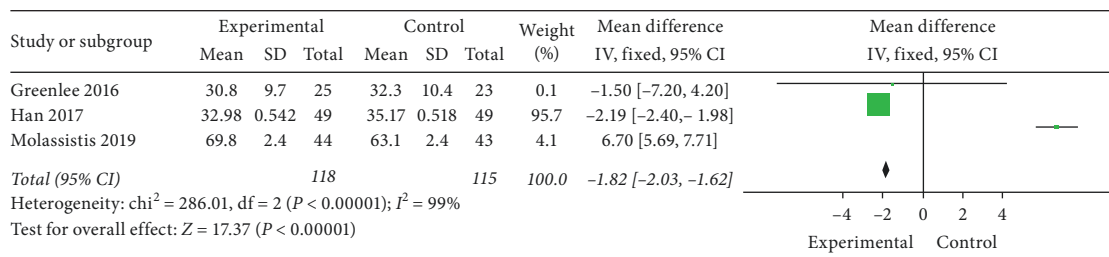 Study or subgroup Experimental Control Weight (%) Mean difference IV, fixed, 95% CI Mean difference IV, fixed, 95% CI
Mean SD Total Mean SD Total
Greenlee 2016 30.8 9.7 25 32.3 10.4 23 0.1 –1.50 [–7.20, 4.20]
Han 2017 32.98 0.542 49 35.17 0.518 49 95.7 –2.19 [–2.40,– 1.98]
Molassistis 2019 69.8 2.4 44 63.1 2.4 43 4.1 6.70 [5.69, 7.71]
Total (95% CI) 118 115 100.0 –1.82 [–2.03, –1.62]
Heterogeneity: chi² = 286.01, df = 2 (P < 0.00001); I² = 99%
Test for overall effect: Z = 17.37 (P < 0.00001)
–4 –2 0 2 4
Experimental Control